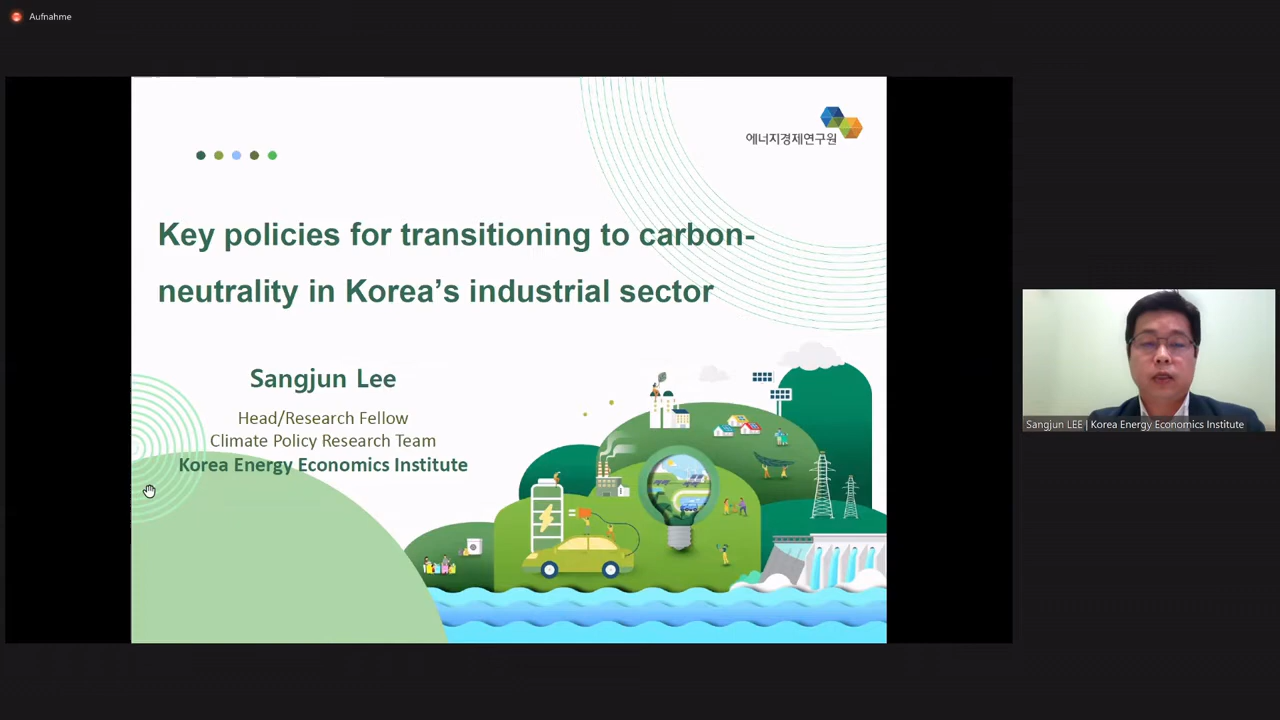 Aufnahme
에너지경제연구원
Key policies for transitioning to carbon-
neutrality in Korea’s industrial sector
Sangjun Lee
Head/Research Fellow
Climate Policy Research Team
Korea Energy Economics Institute
Sangjun LEE | Korea Energy Economics Institute